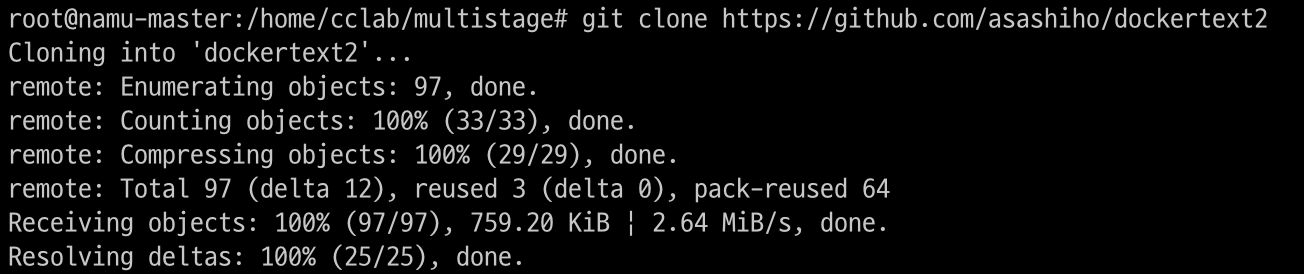 root@namu-master:/home/cclab/multistage# git clone https://github.com/asashiho/dockertext2
Cloning into 'dockertext2'...
remote: Enumerating objects: 97, done.
remote: Counting objects: 100% (33/33), done.
remote: Compressing objects: 100% (29/29), done.
remote: Total 97 (delta 12), reused 3 (delta 0), pack-reused 64
Receiving objects: 100% (97/97), 759.20 KiB ¦ 2.64 MiB/s, done.
Resolving deltas: 100% (25/25), done.